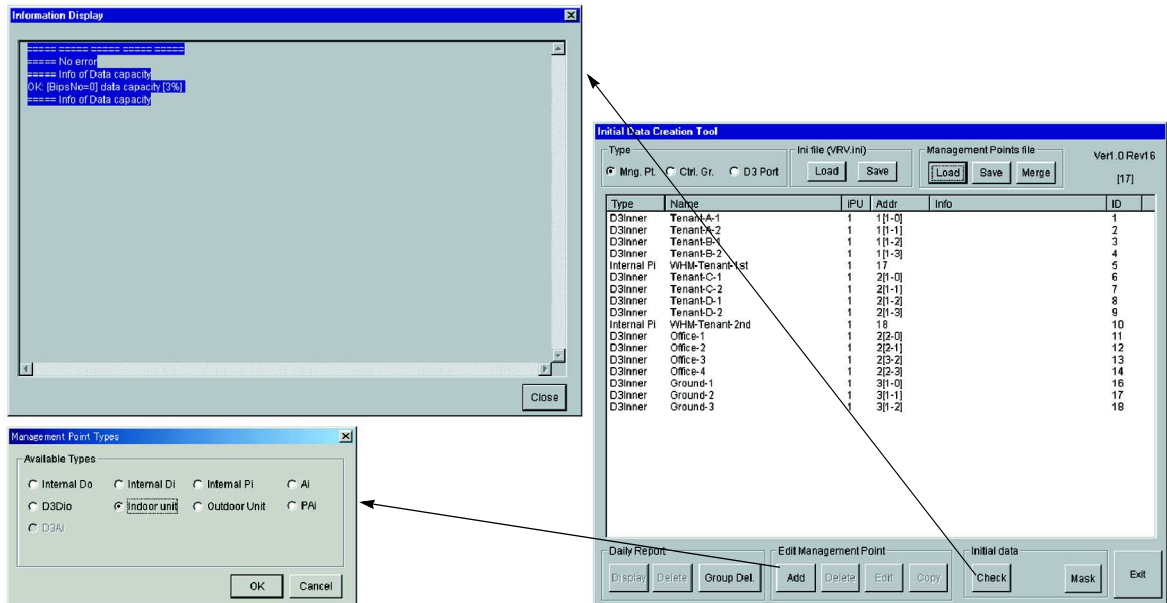 Information Display
===== ===== ===== ===== =====
===== No error
===== Info of Data capacity
OK: [BipsNo=0] data capacity [3%]
===== Info of Data capacity
Close
Management Point Types
Available Types
Internal Do Internal Di Internal Pi Ai
D3Dio Indoor unit Outdoor Unit PAi
D3Ai
OK Cancel
Initial Data Creation Tool
Type Ini file (VRV.ini) Management Points file Ver1.0 Rev16
Mng. Pt. Ctrl. Gr. D3 Port Load Save Load Save Merge [17]
Type Name iPU Addr Info ID
D3Inner Tenant-A-1 1 1[1-0] 1
D3Inner Tenant-A-2 1 1[1-1] 2
D3Inner Tenant-B-1 1 1[1-2] 3
D3Inner Tenant-B-2 1 1[1-3] 4
Internal Pi WHM-Tenant-1st 1 17 5
D3Inner Tenant-C-1 1 2[1-0] 6
D3Inner Tenant-C-2 1 2[1-1] 7
D3Inner Tenant-D-1 1 2[1-2] 8
D3Inner Tenant-D-2 1 2[1-3] 9
Internal Pi WHM-Tenant-2nd 1 18 10
D3Inner Office-1 1 2[2-0] 11
D3Inner Office-2 1 2[2-1] 12
D3Inner Office-3 1 2[3-2] 13
D3Inner Office-4 1 2[2-3] 14
D3Inner Ground-1 1 3[1-0] 16
D3Inner Ground-2 1 3[1-1] 17
D3Inner Ground-3 1 3[1-2] 18
Daily Report Edit Management Point Initial data
Display Delete Group Del. Add Delete Edit Copy Check Mask Exit